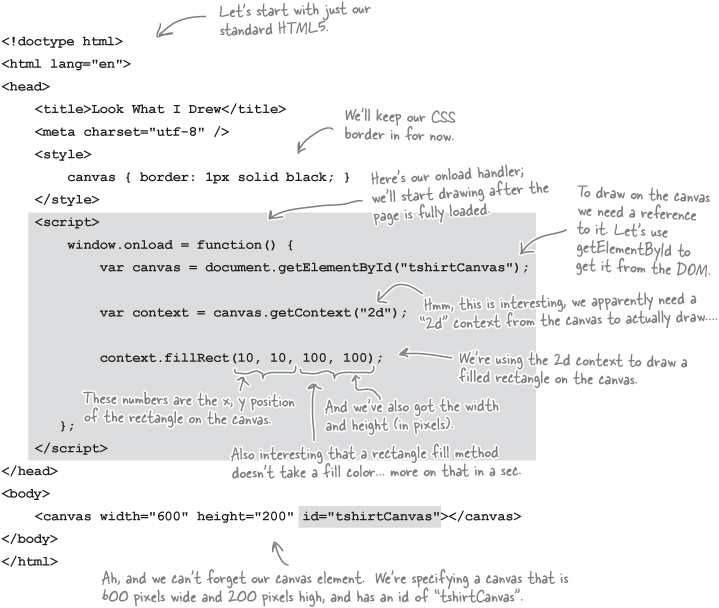 Let's start with just our
standard HTML5.
<!doctype html>
<html lang="en">
<head>
<title>Look What I Drew</title>
<meta charset="utf-8" />
We'll keep our CSS
border in for now.
<style>
canvas { border: 1px solid black; }
</style>
Here's our onload handler;
we'll start drawing after the
page is fully loaded.
<script>
window.onload = function() {
var canvas = document.getElementById("tshirtCanvas");
To draw on the canvas
we need a reference
to it. Let's use
getElementById to
get it from the DOM.
var context = canvas.getContext("2d");
Hmm, this is interesting, we apparently need a
"2d" context from the canvas to actually draw....
context.fillRect(10, 10, 100, 100);
We're using the 2d context to draw a
filled rectangle on the canvas.
These numbers are the x, y position
of the rectangle on the canvas.
And we've also got the width
and height (in pixels).
};
Also interesting that a rectangle fill method
doesn't take a fill color... more on that in a sec.
</script>
</head>
<body>
<canvas width="600" height="200" id="tshirtCanvas"></canvas>
</body>
</html>
Ah, and we can't forget our canvas element. We're specifying a canvas that is
600 pixels wide and 200 pixels high, and has an id of "tshirtCanvas".